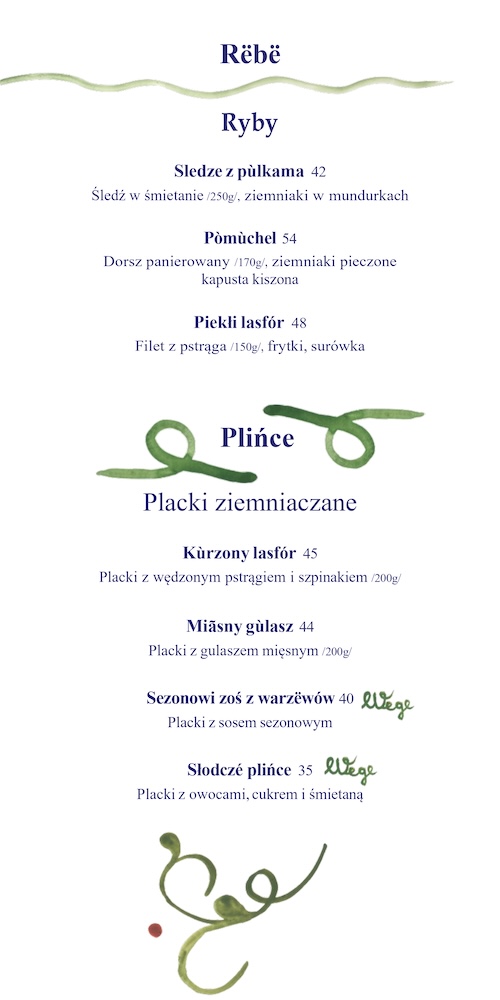 Rëbë
Ryby
Sledze z pùlkama 42
Śledź w śmietanie /250g/, ziemniaki w mundurkach
Pòmùchel 54
Dorsz panierowany /170g/, ziemniaki pieczone
kapusta kiszona
Piekłi lasfór 48
Filet z pstrąga /150g/, frytki, surówka
Plińce
Placki ziemniaczane
Kùrzony lasfór 45
Placki z wędzonym pstrągiem i szpinakiem /200g/
Miãsny gùlasz 44
Placki z gulaszem mięsnym /200g/
Sezonowi zoś z warzëwów 40 Wege
Placki z sosem sezonowym
Słodczé plińce 35 Wege
Placki z owocami, cukrem i śmietaną